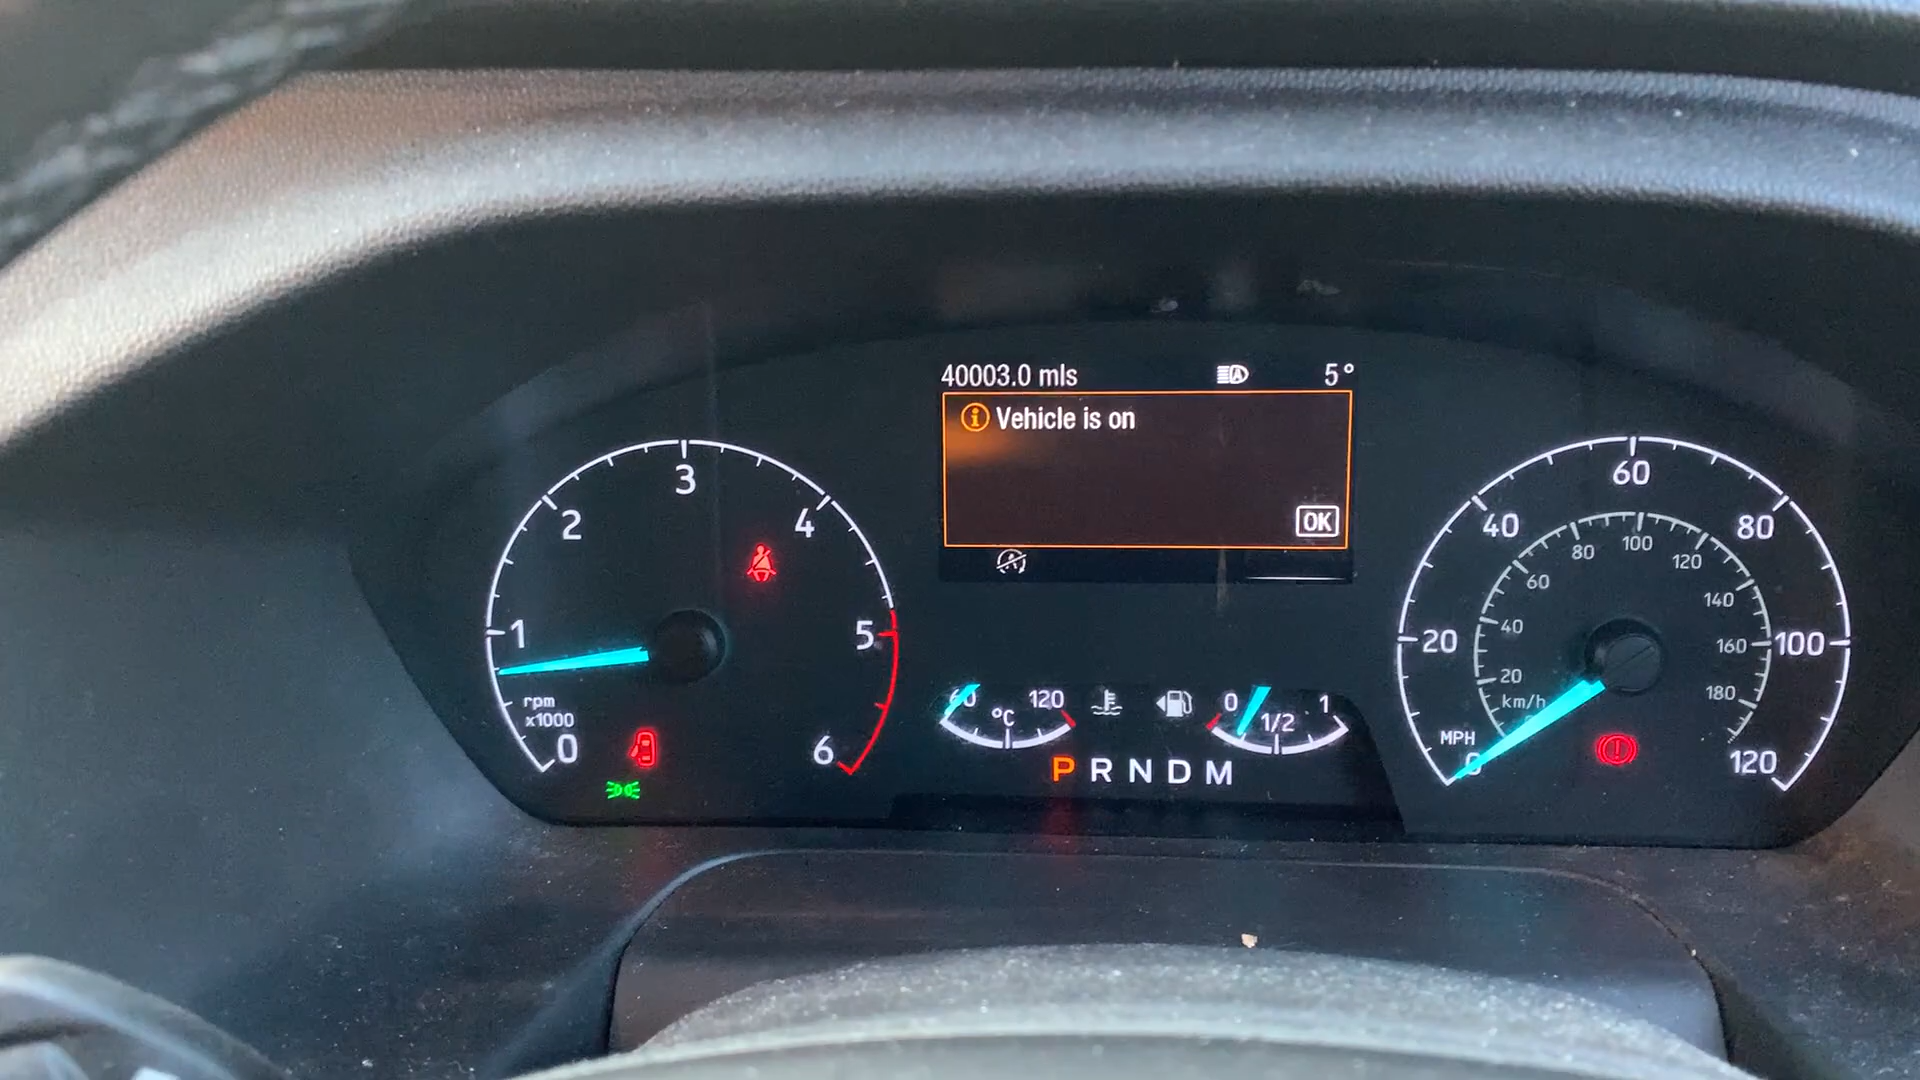 40003.0 mls 5°
Vehicle is on
OK
0 1 2 3 4 5 6
rpm
x1000
60 120
°C
0 1/2 1
P R N D M
0 20 40 60 80 100 120
MPH
20 40 60 80 100 120 140 160 180
km/h